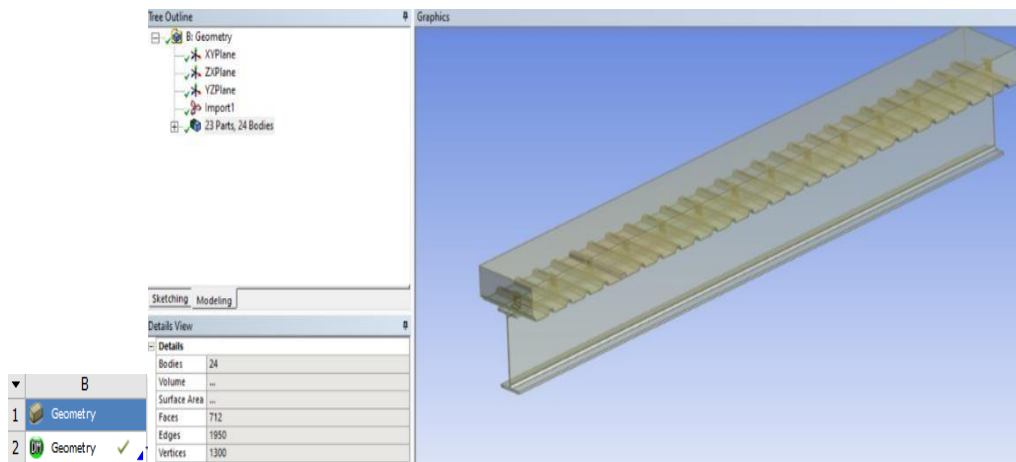 Tree Outline
Graphics
B: Geometry
XYPlane
ZXPlane
YZPlane
Import1
23 Parts, 24 Bodies
Sketching Modeling
Details View
Details
Bodies 24
Volume ...
Surface Area ...
Faces 712
Edges 1950
Vertices 1300
B
1 Geometry
2 Geometry